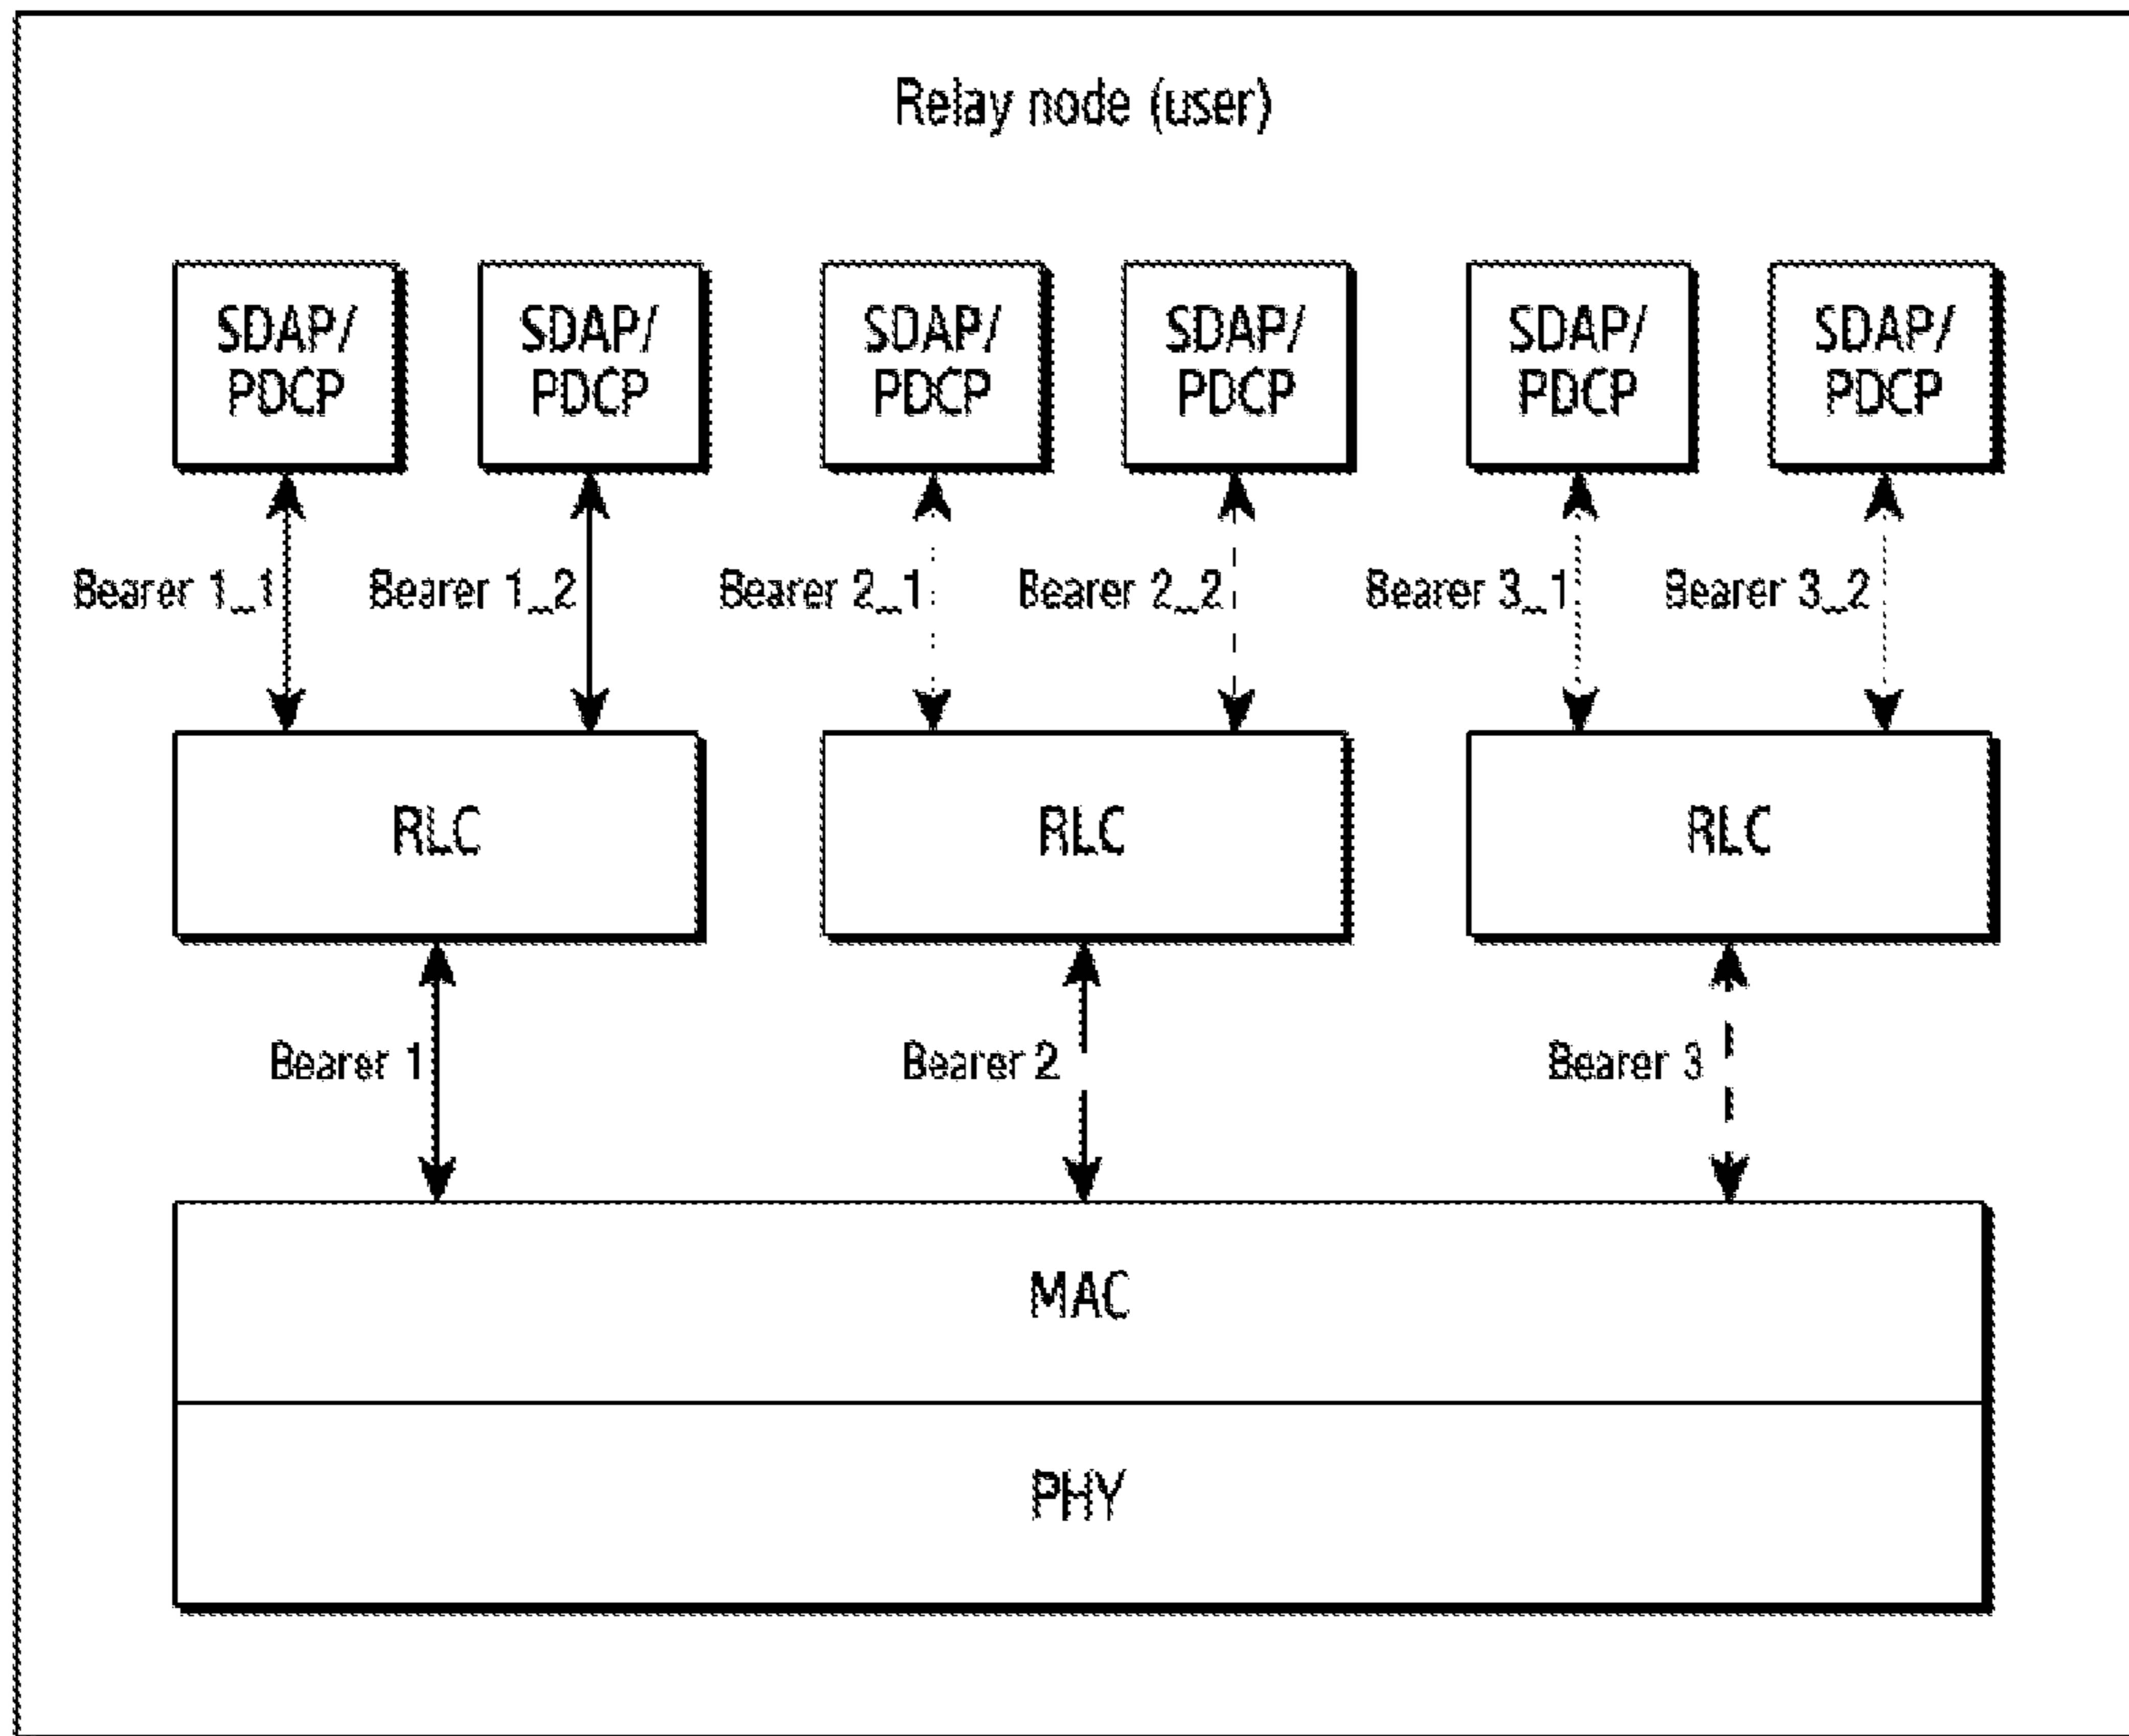 Relay node (user)
SDAP/
PDCP
SDAP/
PDCP
SDAP/
PDCP
SDAP/
PDCP
SDAP/
PDCP
SDAP/
PDCP
Bearer 1_1
Bearer 1_2
Bearer 2_1
Bearer 2_2
Bearer 3_1
Bearer 3_2
RLC
RLC
RLC
Bearer 1
Bearer 2
Bearer 3
MAC
PHY